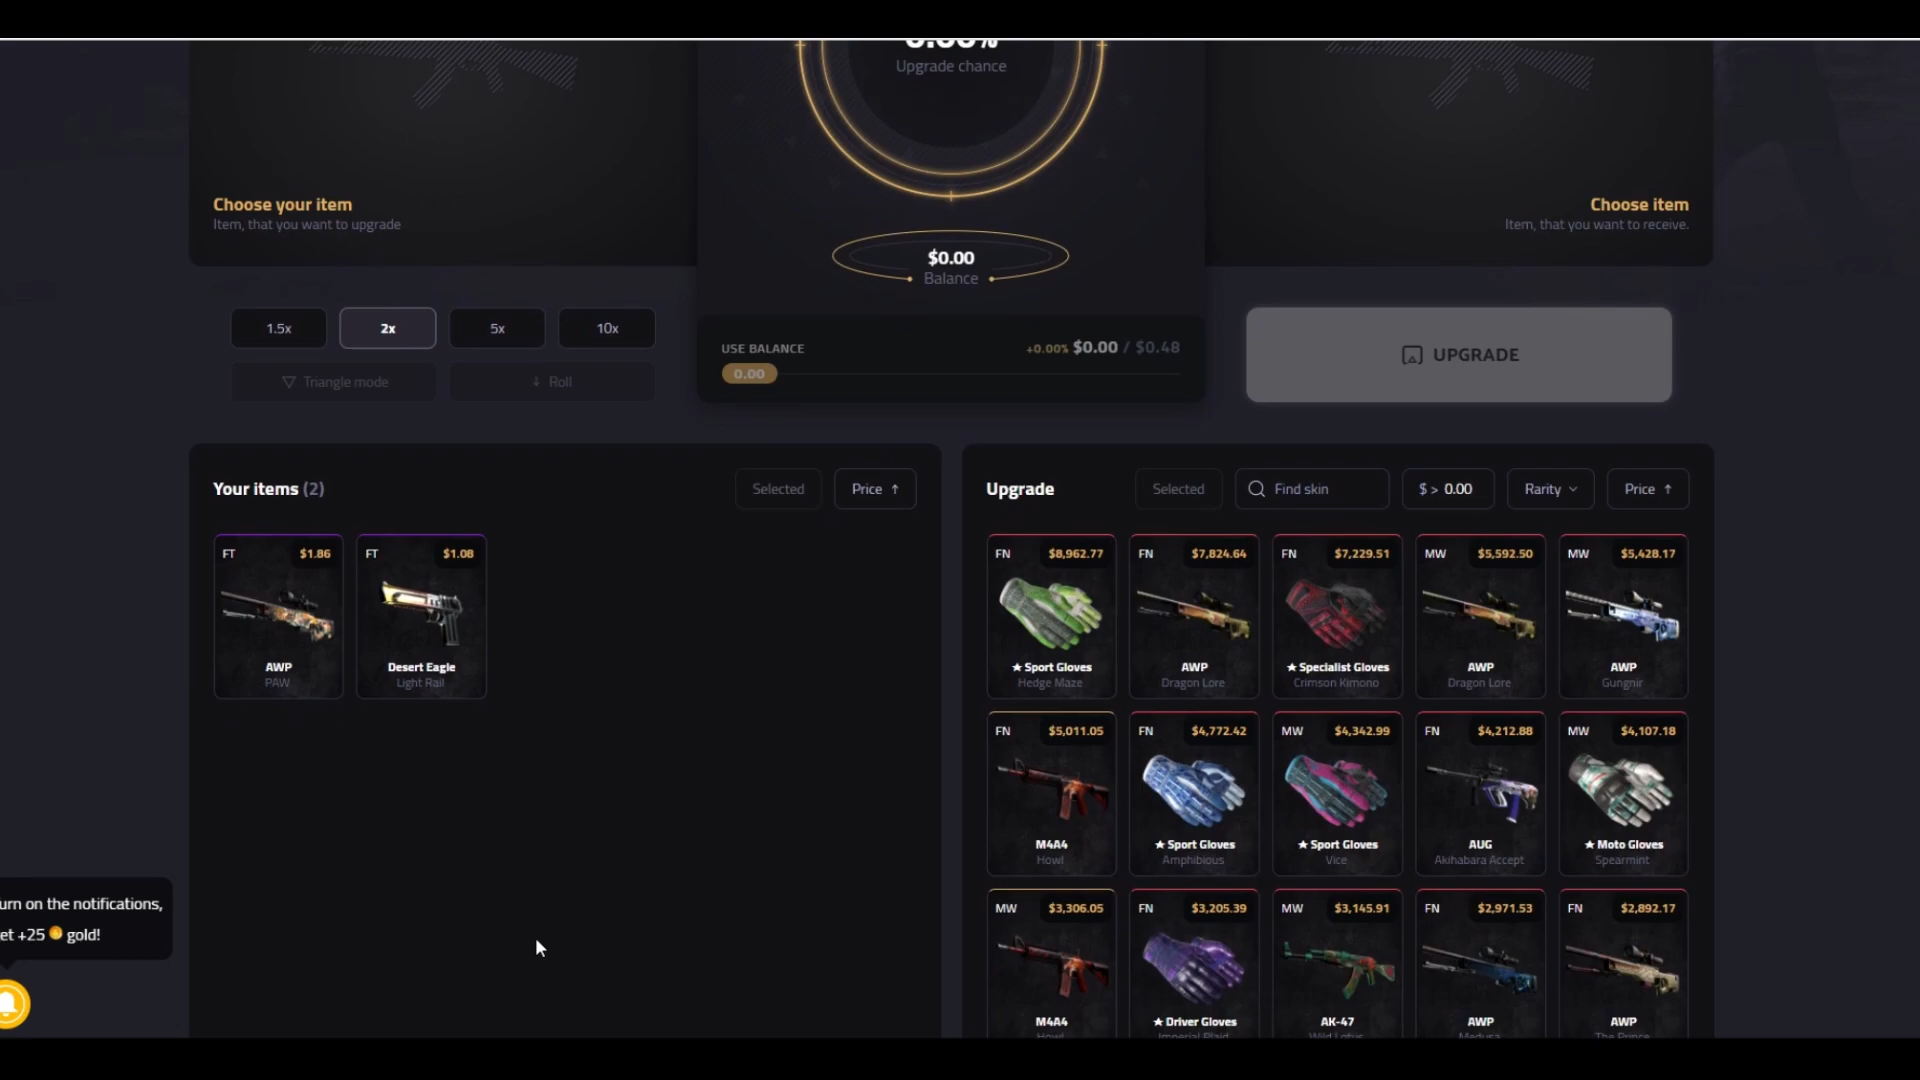 Upgrade chance
Choose your item
Item, that you want to upgrade
Choose item
Item, that you want to receive.
$0.00
Balance
1.5x
2x
5x
10x
Triangle mode
Roll
USE BALANCE
+0.00% $0.00 / $0.48
0.00
UPGRADE
Your items (2)
Selected
Price ↑
FT $1.86
AWP
PAW
FT $1.08
Desert Eagle
Light Rail
Upgrade
Selected
Find skin
$ > 0.00
Rarity
Price ↑
FN $8,962.77
★ Sport Gloves
Hedge Maze
FN $7,824.64
AWP
Dragon Lore
FN $7,229.51
★ Specialist Gloves
Crimson Kimono
MW $5,592.50
AWP
Dragon Lore
MW $5,428.17
AWP
Gungnir
FN $5,011.05
M4A4
Howl
FN $4,772.42
★ Sport Gloves
Amphibious
MW $4,342.99
★ Sport Gloves
Vice
FN $4,212.88
AUG
Akihabara Accept
MW $4,107.18
★ Moto Gloves
Spearmint
MW $3,306.05
M4A4
Howl
FN $3,205.39
★ Driver Gloves
Imperial Plaid
MW $3,145.91
AK-47
Wild Lotus
FN $2,971.53
AWP
Medusa
FN $2,892.17
AWP
The Prince
urn on the notifications,
et +25 gold!